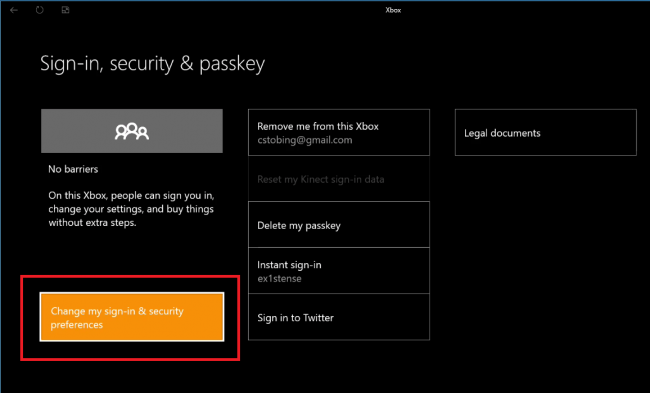 Xbox
Sign-in, security & passkey
No barriers
On this Xbox, people can sign you in,
change your settings, and buy things
without extra steps.
Change my sign-in & security
preferences
Remove me from this Xbox
cstobing@gmail.com
Reset my Kinect sign-in data
Delete my passkey
Instant sign-in
ex1stense
Sign in to Twitter
Legal documents